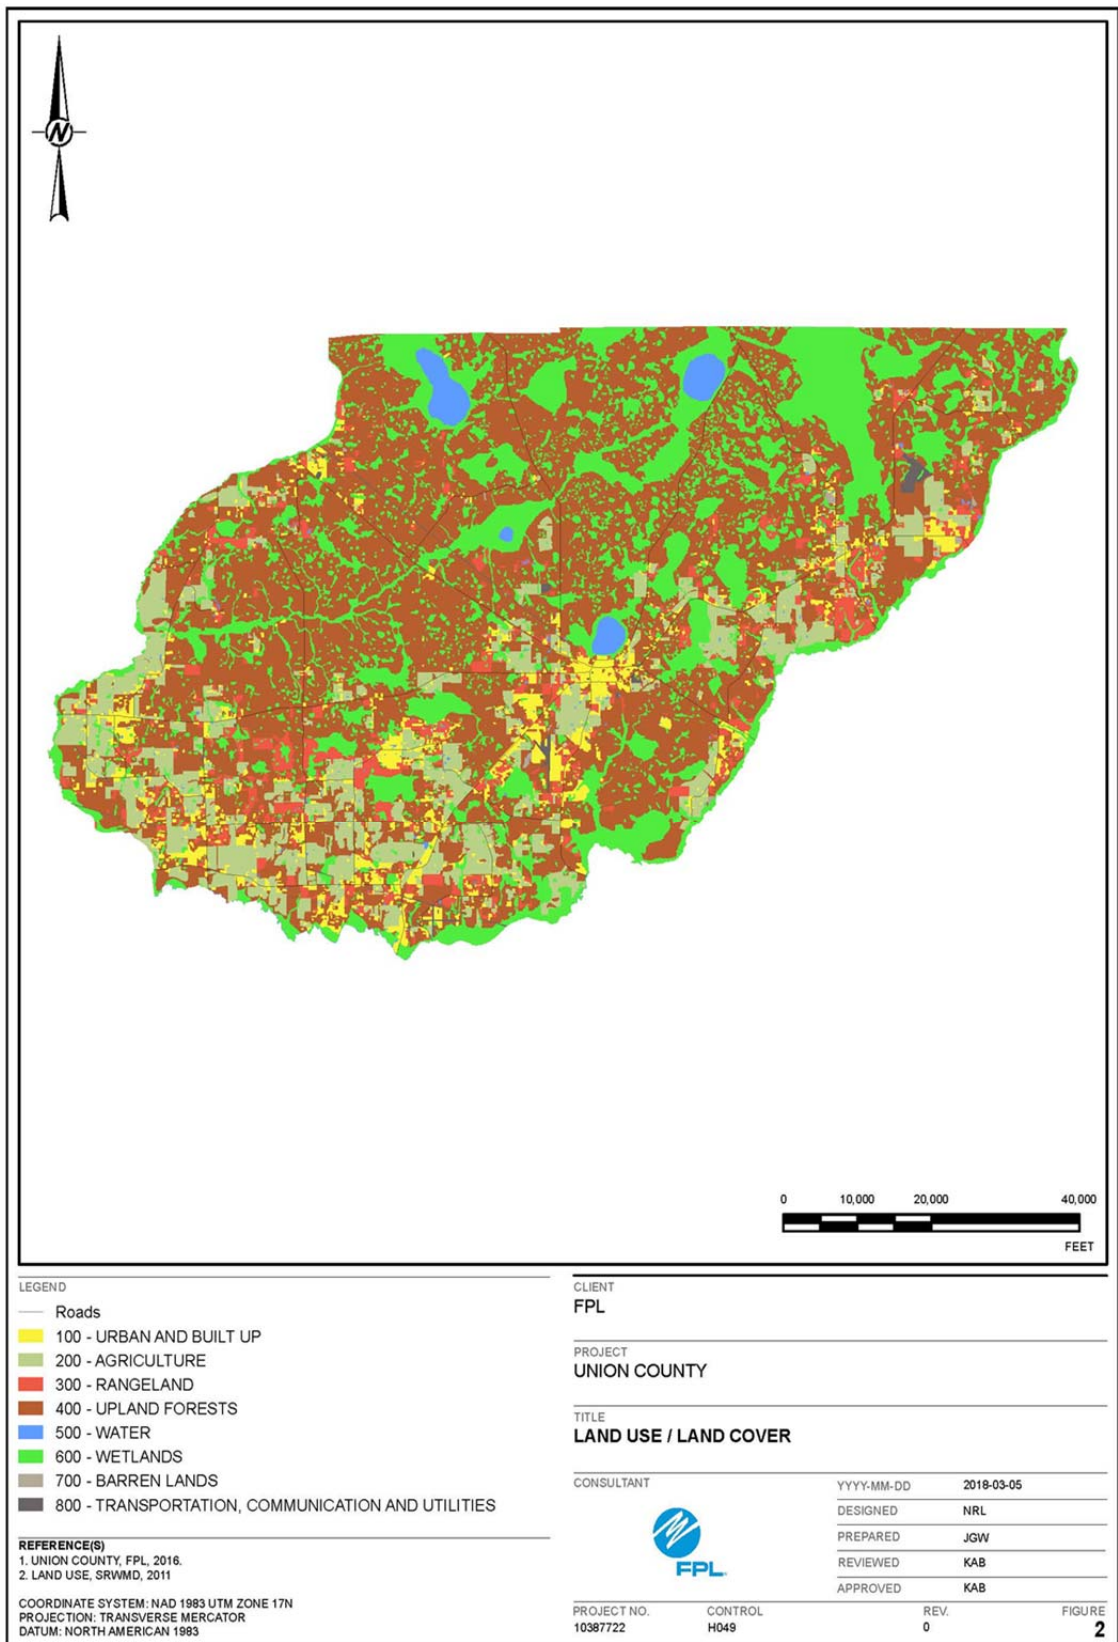 N
0 10,000 20,000 40,000
FEET
LEGEND
Roads
100 - URBAN AND BUILT UP
200 - AGRICULTURE
300 - RANGELAND
400 - UPLAND FORESTS
500 - WATER
600 - WETLANDS
700 - BARREN LANDS
800 - TRANSPORTATION, COMMUNICATION AND UTILITIES
REFERENCE(S)
1. UNION COUNTY, FPL, 2016.
2. LAND USE, SRWMD, 2011
COORDINATE SYSTEM: NAD 1983 UTM ZONE 17N
PROJECTION: TRANSVERSE MERCATOR
DATUM: NORTH AMERICAN 1983
CLIENT
FPL
PROJECT
UNION COUNTY
TITLE
LAND USE / LAND COVER
CONSULTANT
FPL.
YYYY-MM-DD 2018-03-05
DESIGNED NRL
PREPARED JGW
REVIEWED KAB
APPROVED KAB
PROJECT NO. CONTROL REV. FIGURE
10387722 H049 0 2